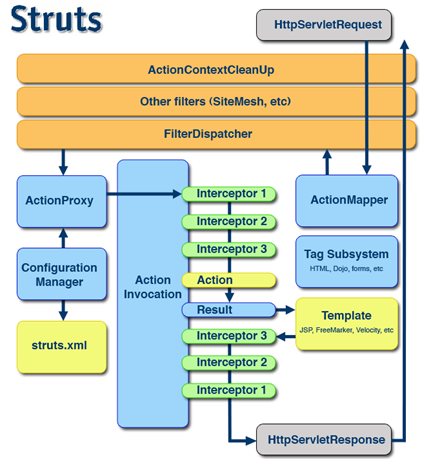 Struts
HttpServletRequest
ActionContextCleanUp
Other filters (SiteMesh, etc)
FilterDispatcher
ActionProxy
Configuration
Manager
struts.xml
Action
Invocation
Interceptor 1
Interceptor 2
Interceptor 3
Action
Result
Interceptor 3
Interceptor 2
Interceptor 1
ActionMapper
Tag Subsystem
HTML, Dojo, forms, etc
Template
JSP, FreeMarker, Velocity, etc
HttpServletResponse